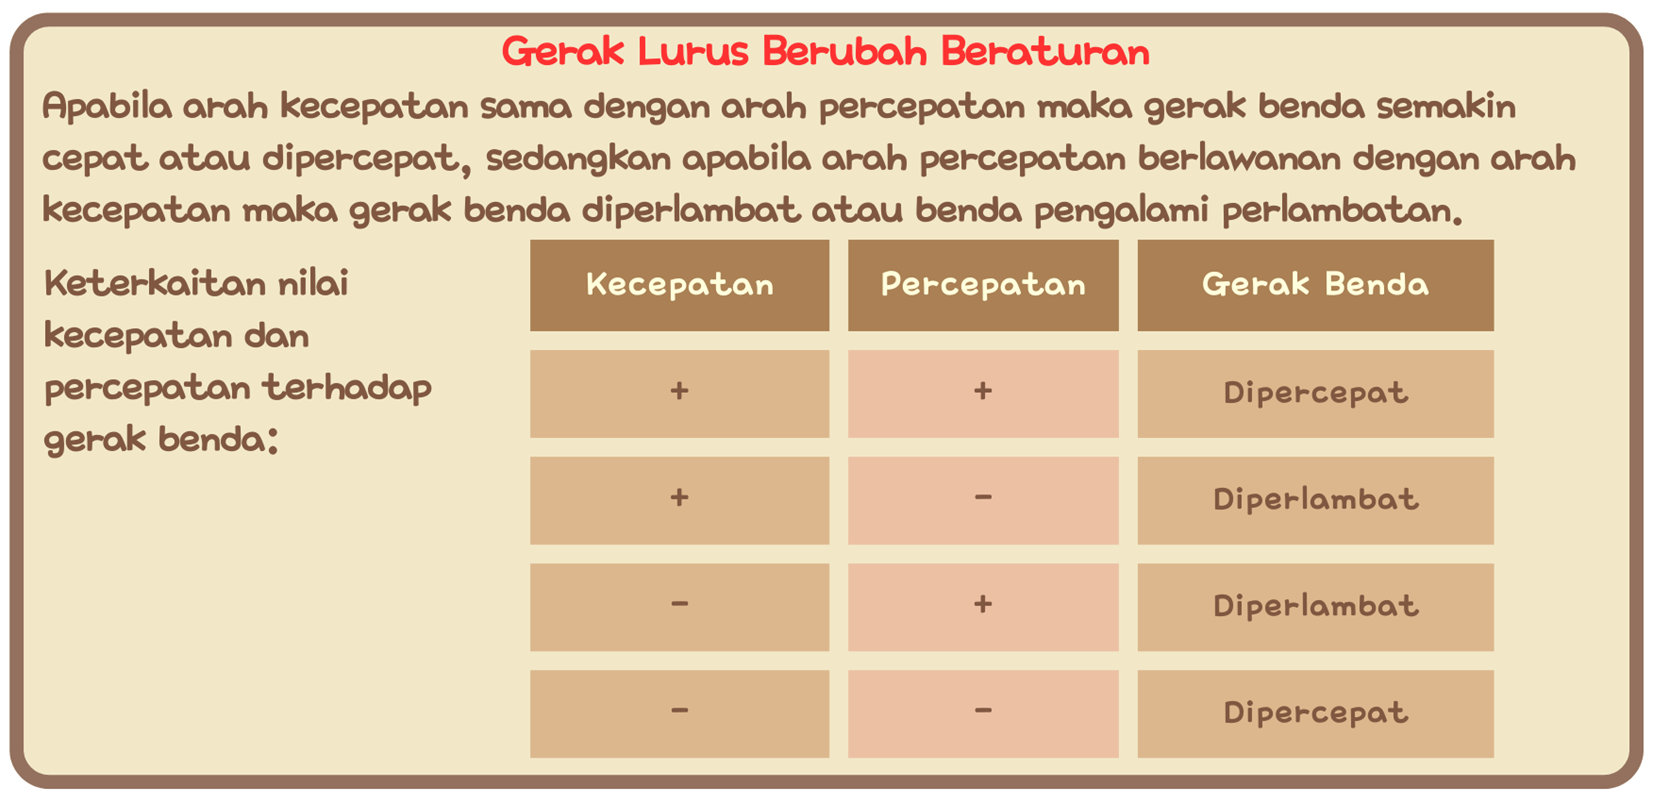 Gerak Lurus Berubah Beraturan
Apabila arah kecepatan sama dengan arah percepatan maka gerak benda semakin
cepat atau dipercepat, sedangkan apabila arah percepatan berlawanan dengan arah
kecepatan maka gerak benda diperlambat atau benda pengalami perlambatan.
Keterkaitan nilai
kecepatan dan
percepatan terhadap
gerak benda:
Kecepatan Percepatan Gerak Benda
+ + Dipercepat
+ - Diperlambat
- + Diperlambat
- - Dipercepat